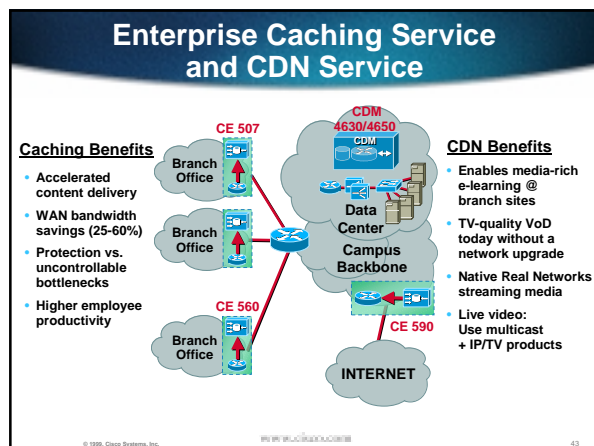 Enterprise Caching Service
and CDN Service
Caching Benefits
• Accelerated
content delivery
• WAN bandwidth
savings (25-60%)
• Protection vs.
uncontrollable
bottlenecks
• Higher employee
productivity
CE 507
Branch
Office
Branch
Office
CE 560
Branch
Office
CDM
4630/4650
CDM
Data
Center
Campus
Backbone
CE 590
INTERNET
CDN Benefits
• Enables media-rich
e-learning @
branch sites
• TV-quality VoD
today without a
network upgrade
• Native Real Networks
streaming media
• Live video:
Use multicast
+ IP/TV products
© 1999, Cisco Systems, Inc.
43